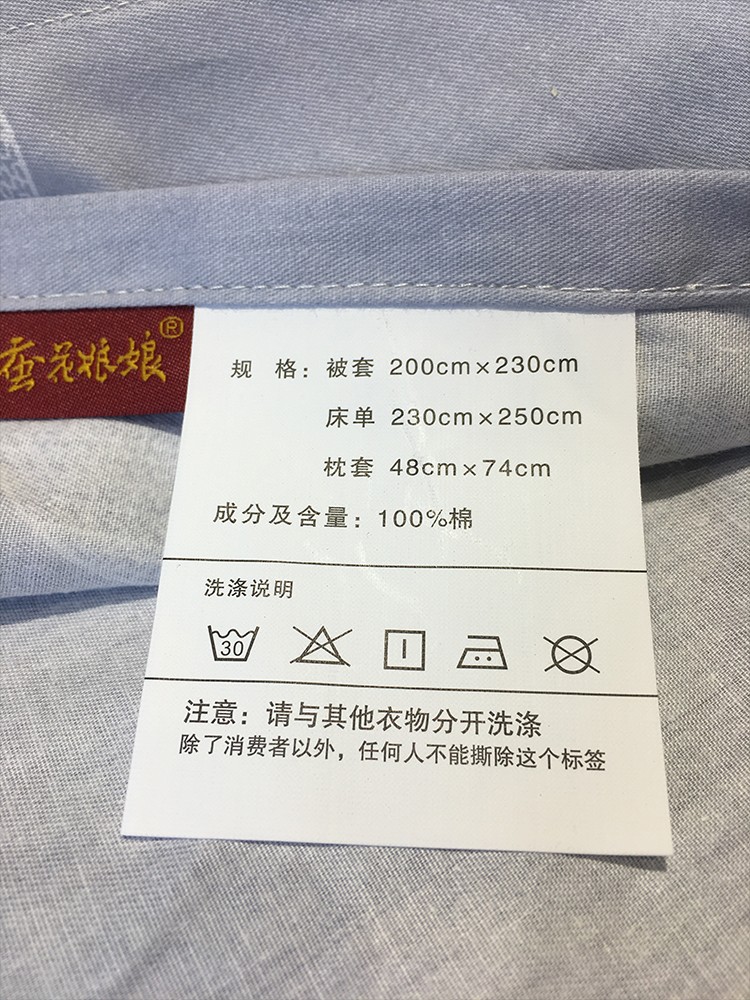 蚕花娘娘®
规 格：被套 200cm×230cm
床单 230cm×250cm
枕套 48cm×74cm
成分及含量：100%棉
洗涤说明
30
注意：请与其他衣物分开洗涤
除了消费者以外，任何人不能撕除这个标签